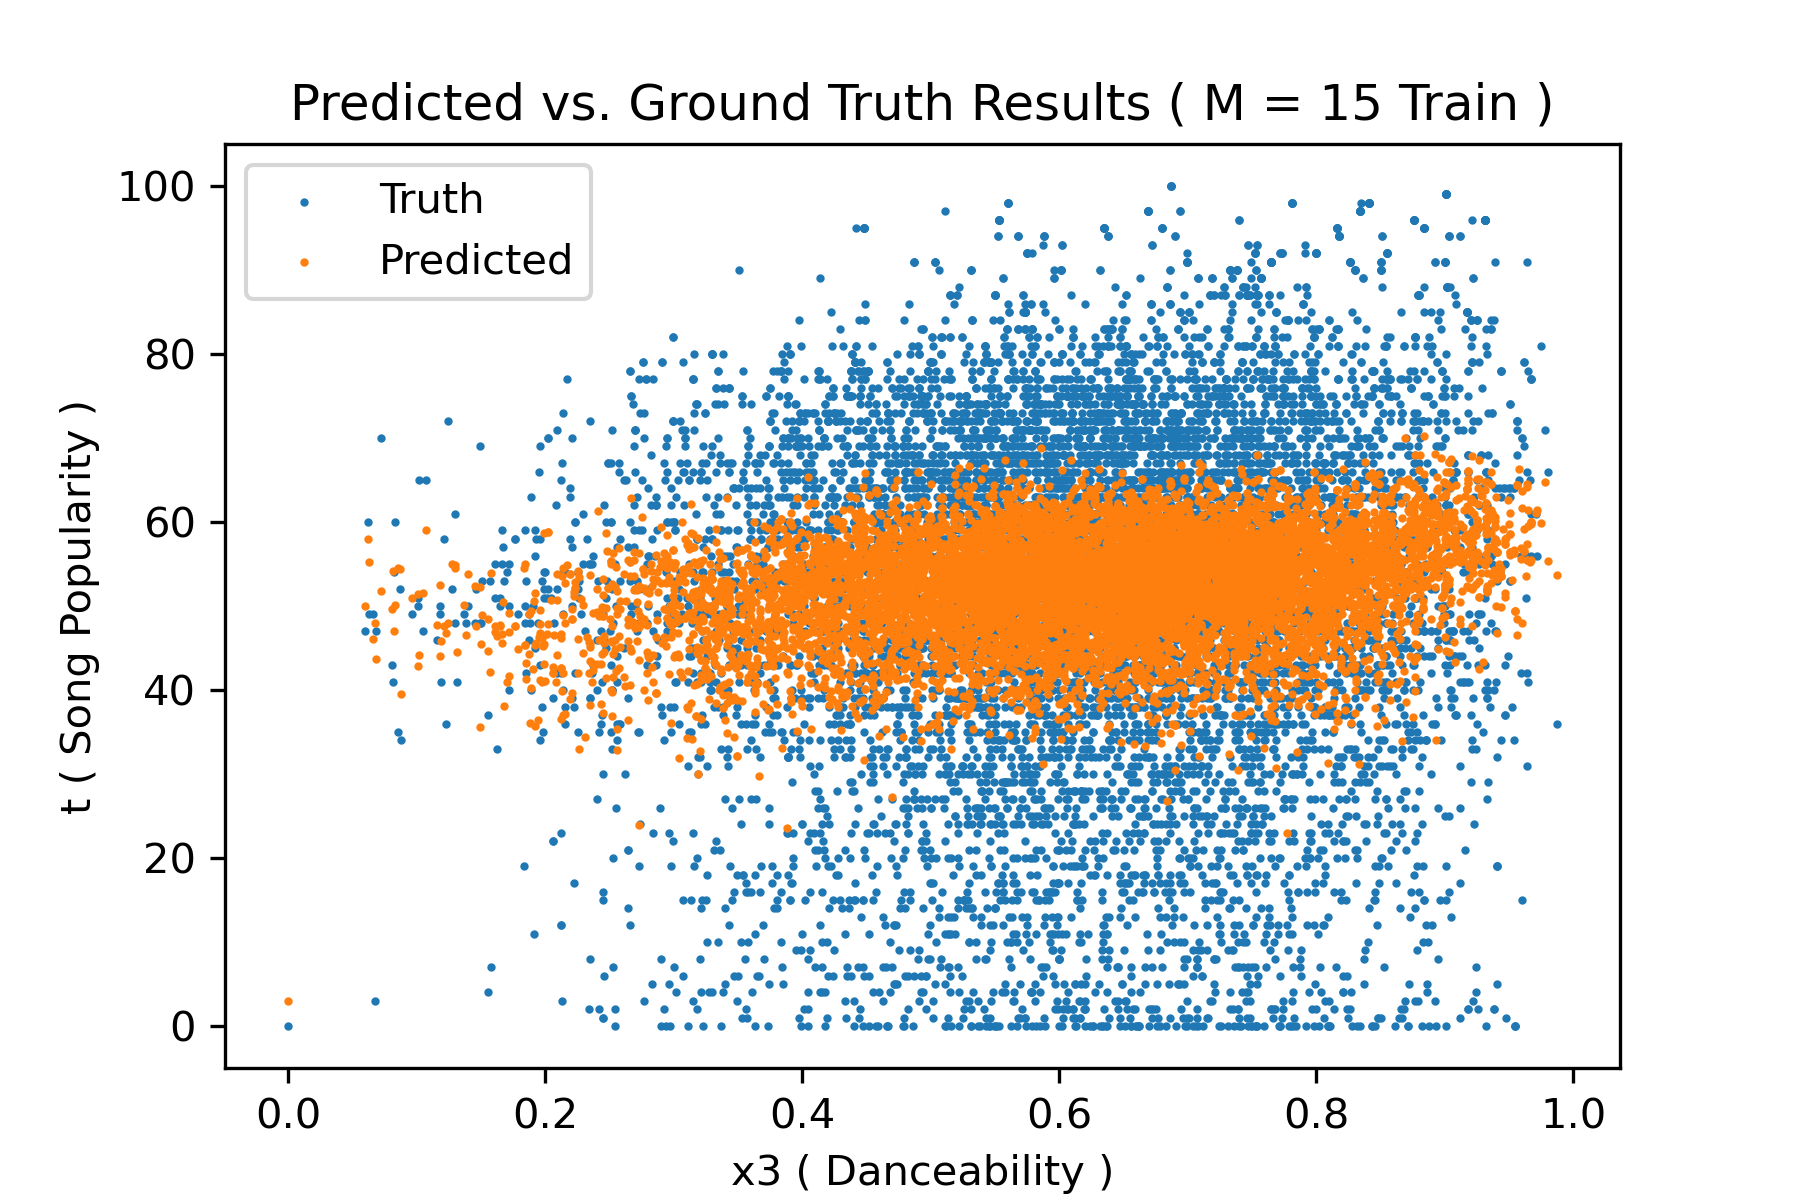 Predicted vs. Ground Truth Results ( M = 15 Train )
Truth
Predicted
100
80
60
40
20
0
t ( Song Popularity )
0.0 0.2 0.4 0.6 0.8 1.0
x3 ( Danceability )